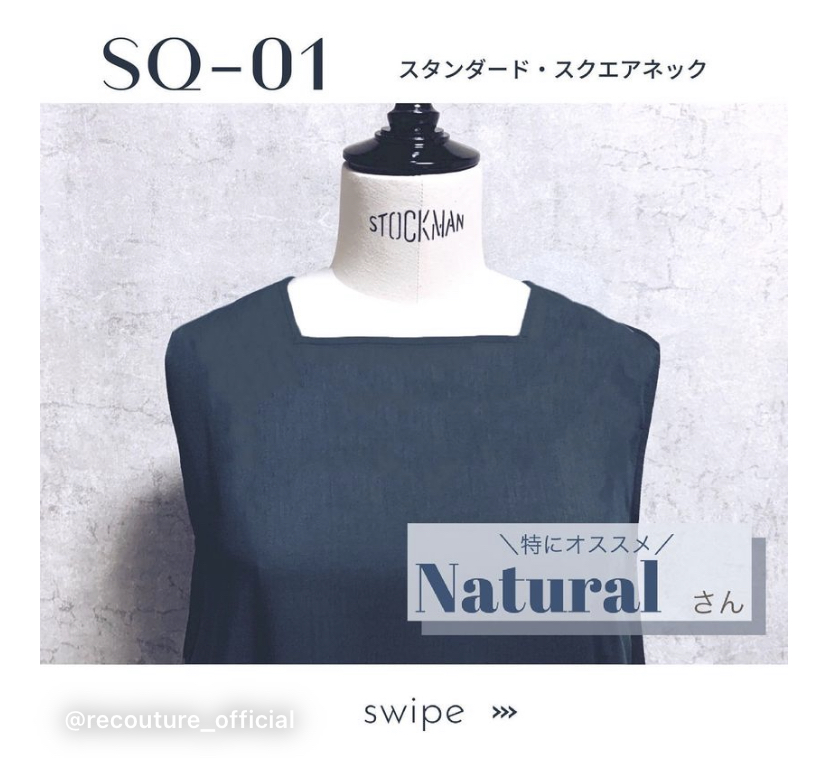 SQ-01
スタンダード・スクエアネック
STOCKMAN
＼特にオススメ／
Natural さん
@recouture_official
swipe »›